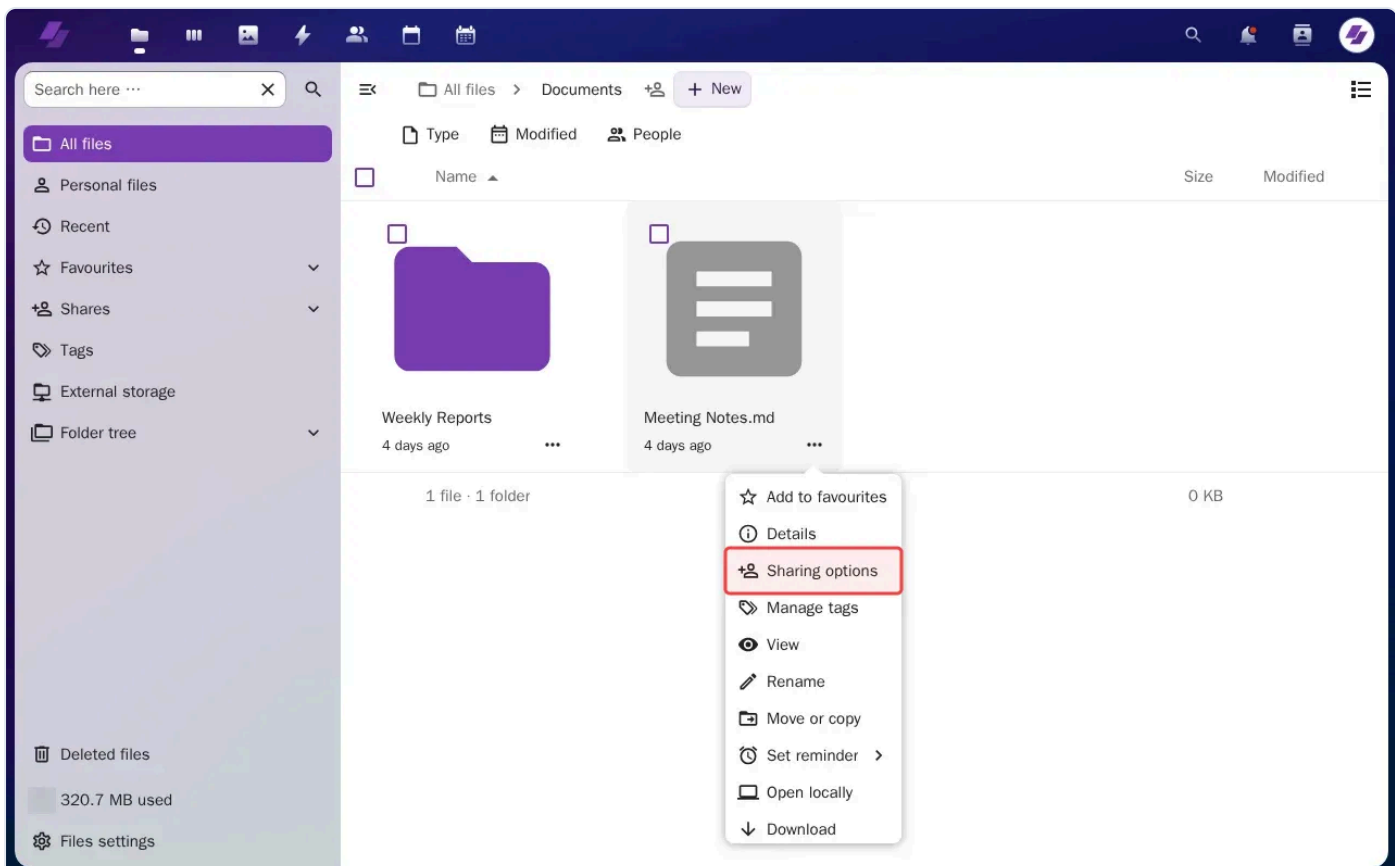 Search here ···
All files
Personal files
Recent
Favourites
Shares
Tags
External storage
Folder tree
Deleted files
320.7 MB used
Files settings
All files > Documents + New
Type Modified People
Name Size Modified
Weekly Reports
4 days ago
Meeting Notes.md
4 days ago
1 file · 1 folder 0 KB
Add to favourites
Details
Sharing options
Manage tags
View
Rename
Move or copy
Set reminder
Open locally
Download